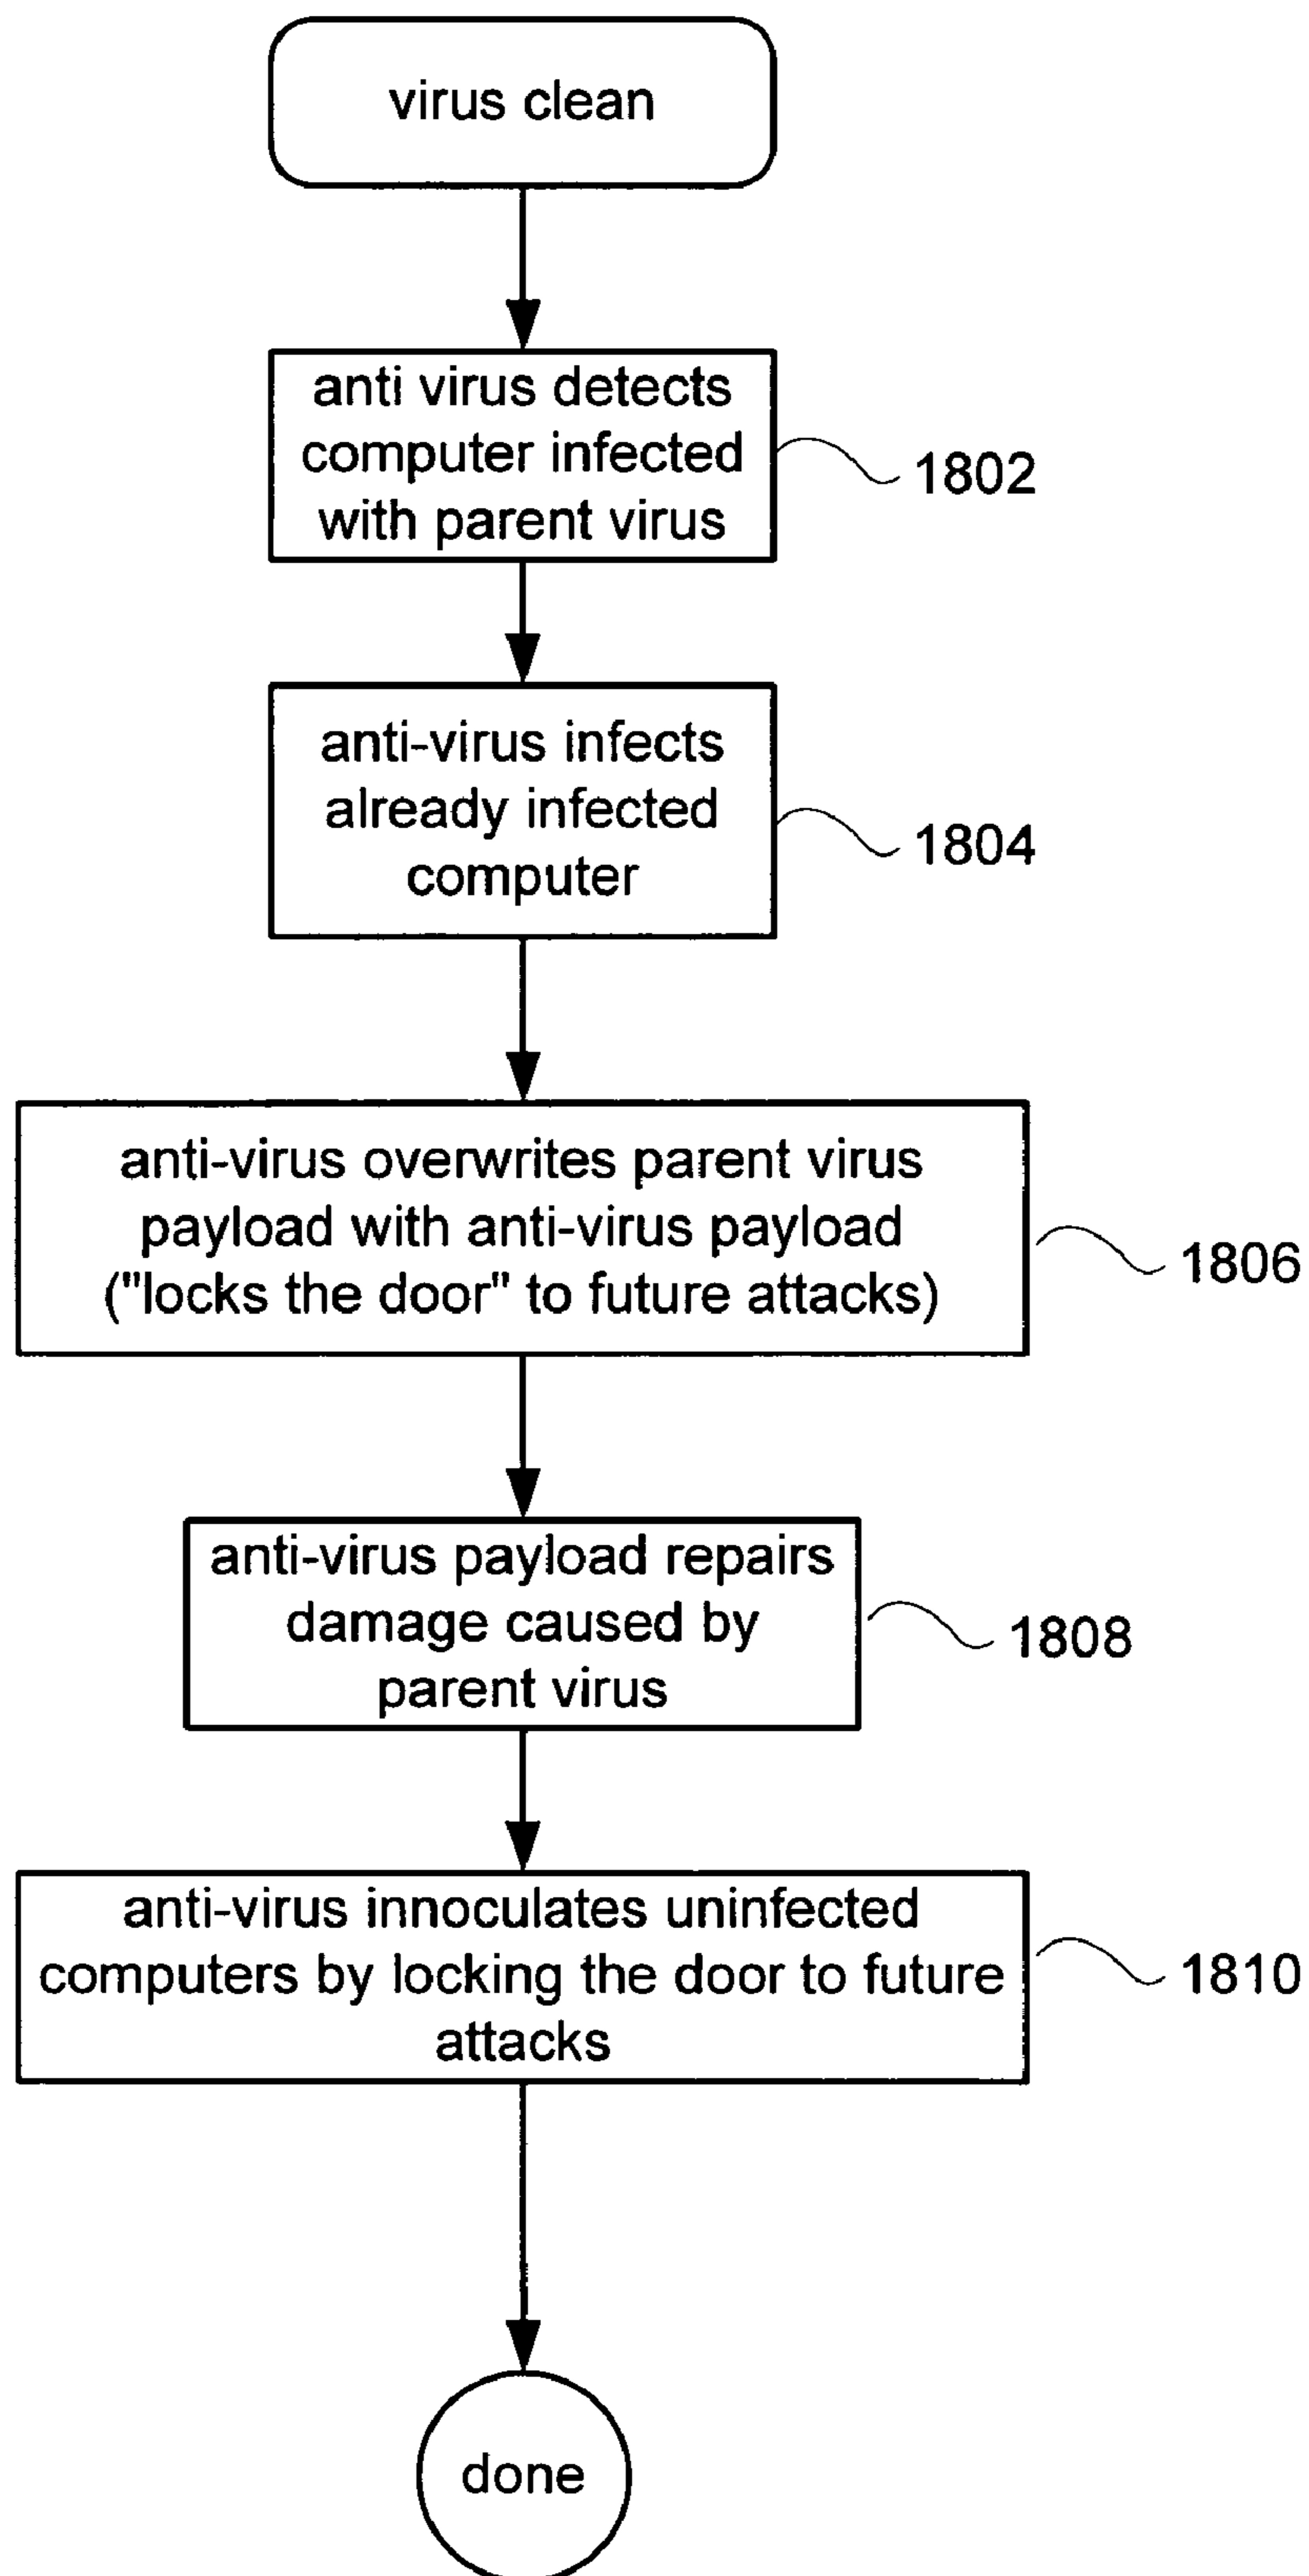 virus clean
anti virus detects
computer infected
with parent virus
1802
anti-virus infects
already infected
computer
1804
anti-virus overwrites parent virus
payload with anti-virus payload
("locks the door" to future attacks)
1806
anti-virus payload repairs
damage caused by
parent virus
1808
anti-virus innoculates uninfected
computers by locking the door to future
attacks
1810
done